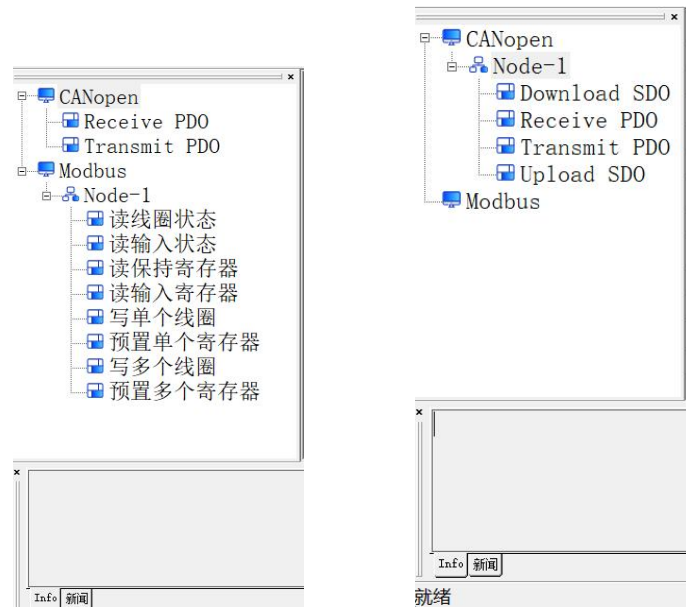 CANopen
Receive PDO
Transmit PDO
Modbus
Node-1
读线圈状态
读输入状态
读保持寄存器
读输入寄存器
写单个线圈
预置单个寄存器
写多个线圈
预置多个寄存器
Info 新闻
CANopen
Node-1
Download SDO
Receive PDO
Transmit PDO
Upload SDO
Modbus
Info 新闻
就绪